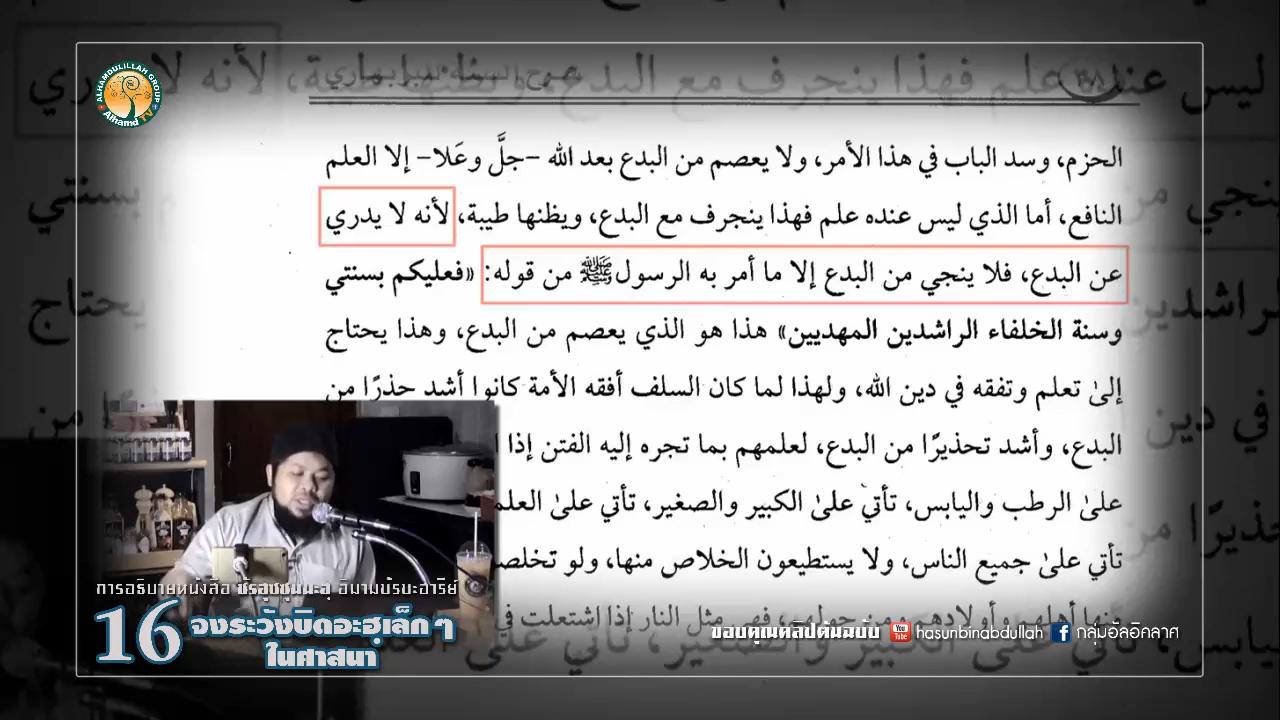 ALHAMDULILLAH GROUP
Alhamd TV
الحزم، وسد الباب في هذا الأمر، ولا يعصم من البدع بعد الله -جلَّ وعَلا- إلا العلم
النافع، أما الذي ليس عنده علم فهذا ينجرف مع البدع، ويظنها طيبة، لأنه لا يدري
عن البدع، فلا ينجي من البدع إلا ما أمر به الرسول ﷺ من قوله: «فعليكم بسنتي
وسنة الخلفاء الراشدين المهديين» هذا هو الذي يعصم من البدع، وهذا يحتاج
إلىٰ تعلم وتفقه في دين الله، ولهذا لما كان السلف أفقه الأمة كانوا أشد حذرًا من
البدع، وأشد تحذيرًا من البدع، لعلمهم بما تجره إليه الفتن إذا
علىٰ الرطب واليابس، تأتي علىٰ الكبير والصغير، تأتي علىٰ
تأتي علىٰ جميع الناس، ولا يستطيعون الخلاص منها، ولو
فهي مثل النار إذا اشتعلت في
การอธิบายหนังสือ ชัรฮุซซุนนะฮฺ อิมามบัรบะฮารีย์
16 จงระวังบิดอะฮฺเล็กๆ
ในศาสนา
ขอบคุณคลิปต้นฉบับ You Tube hasunbinabdullah f กลุ่มอัลอิคลาศ